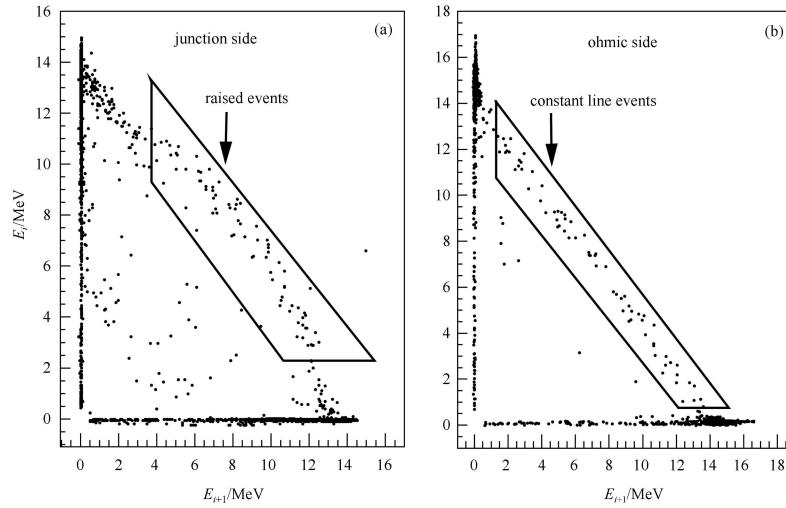 (a)
junction side
raised events
16
14
12
10
8
6
4
2
0
E_i/MeV
0 2 4 6 8 10 12 14 16
E_{i+1}/MeV
(b)
ohmic side
constant line events
18
16
14
12
10
8
6
4
2
0
0 2 4 6 8 10 12 14 16 18
E_{i+1}/MeV